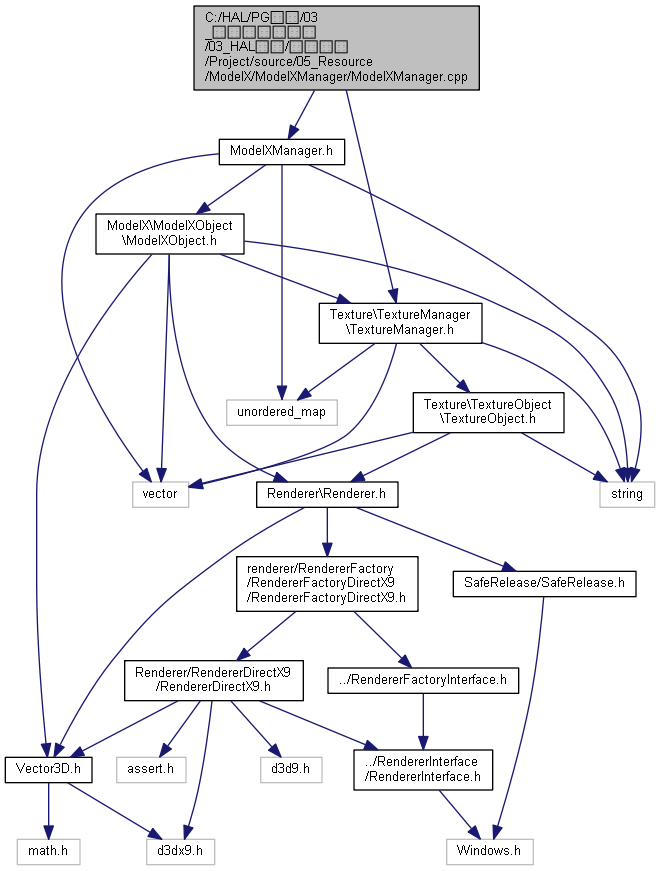 C:/HAL/PG□□/03
_□□□□□□□
/03_HAL□□/□□□□
/Project/source/05_Resource
/ModelX/ModelXManager/ModelXManager.cpp
ModelXManager.h
ModelX\ModelXObject
\ModelXObject.h
Texture\TextureManager
\TextureManager.h
unordered_map
Texture\TextureObject
\TextureObject.h
vector
Renderer\Renderer.h
string
renderer/RendererFactory
/RendererFactoryDirectX9
/RendererFactoryDirectX9.h
SafeRelease/SafeRelease.h
Renderer/RendererDirectX9
/RendererDirectX9.h
../RendererFactoryInterface.h
Vector3D.h
assert.h
d3d9.h
../RendererInterface
/RendererInterface.h
math.h
d3dx9.h
Windows.h